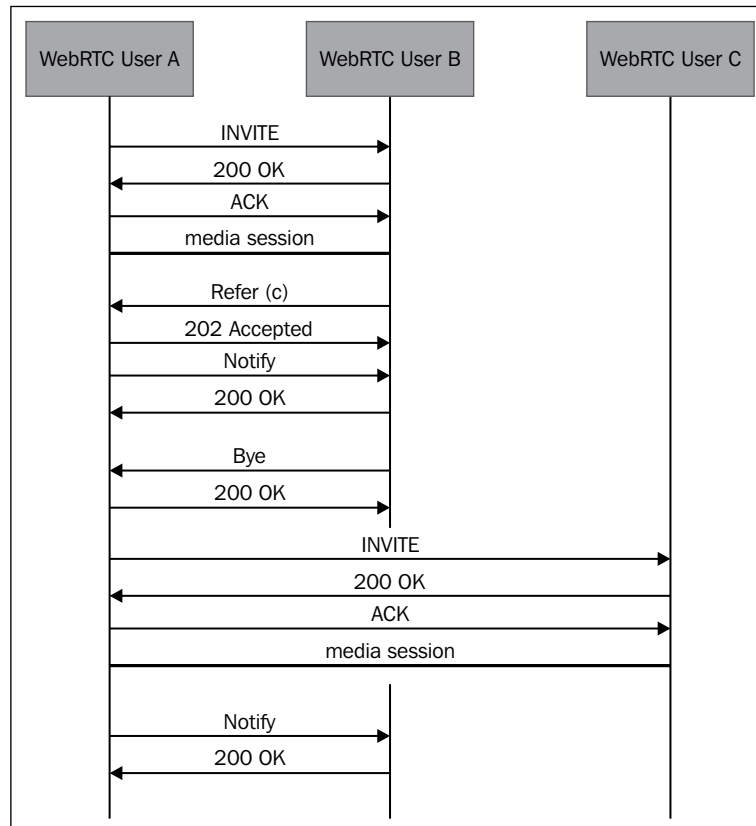 WebRTC User A
WebRTC User B
WebRTC User C
INVITE
200 OK
ACK
media session
Refer (c)
202 Accepted
Notify
200 OK
Bye
200 OK
INVITE
200 OK
ACK
media session
Notify
200 OK